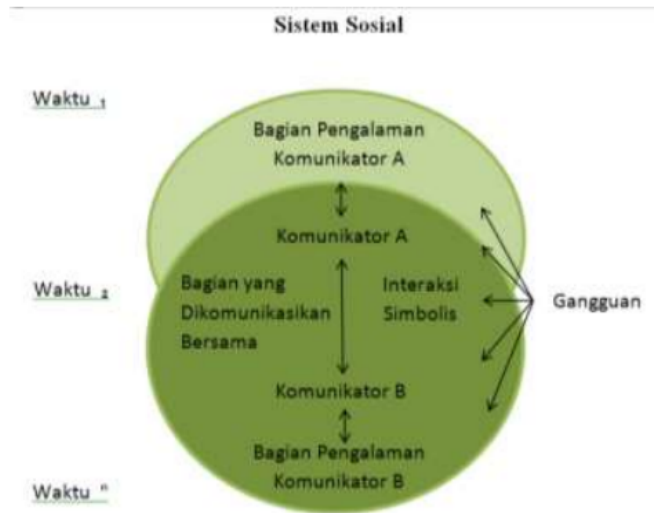 Sistem Sosial
Waktu 1
Bagian Pengalaman
Komunikator A
Komunikator A
Waktu 2
Bagian yang
Dikomunikasikan
Bersama
Interaksi
Simbolis
Gangguan
Komunikator B
Bagian Pengalaman
Komunikator B
Waktu n